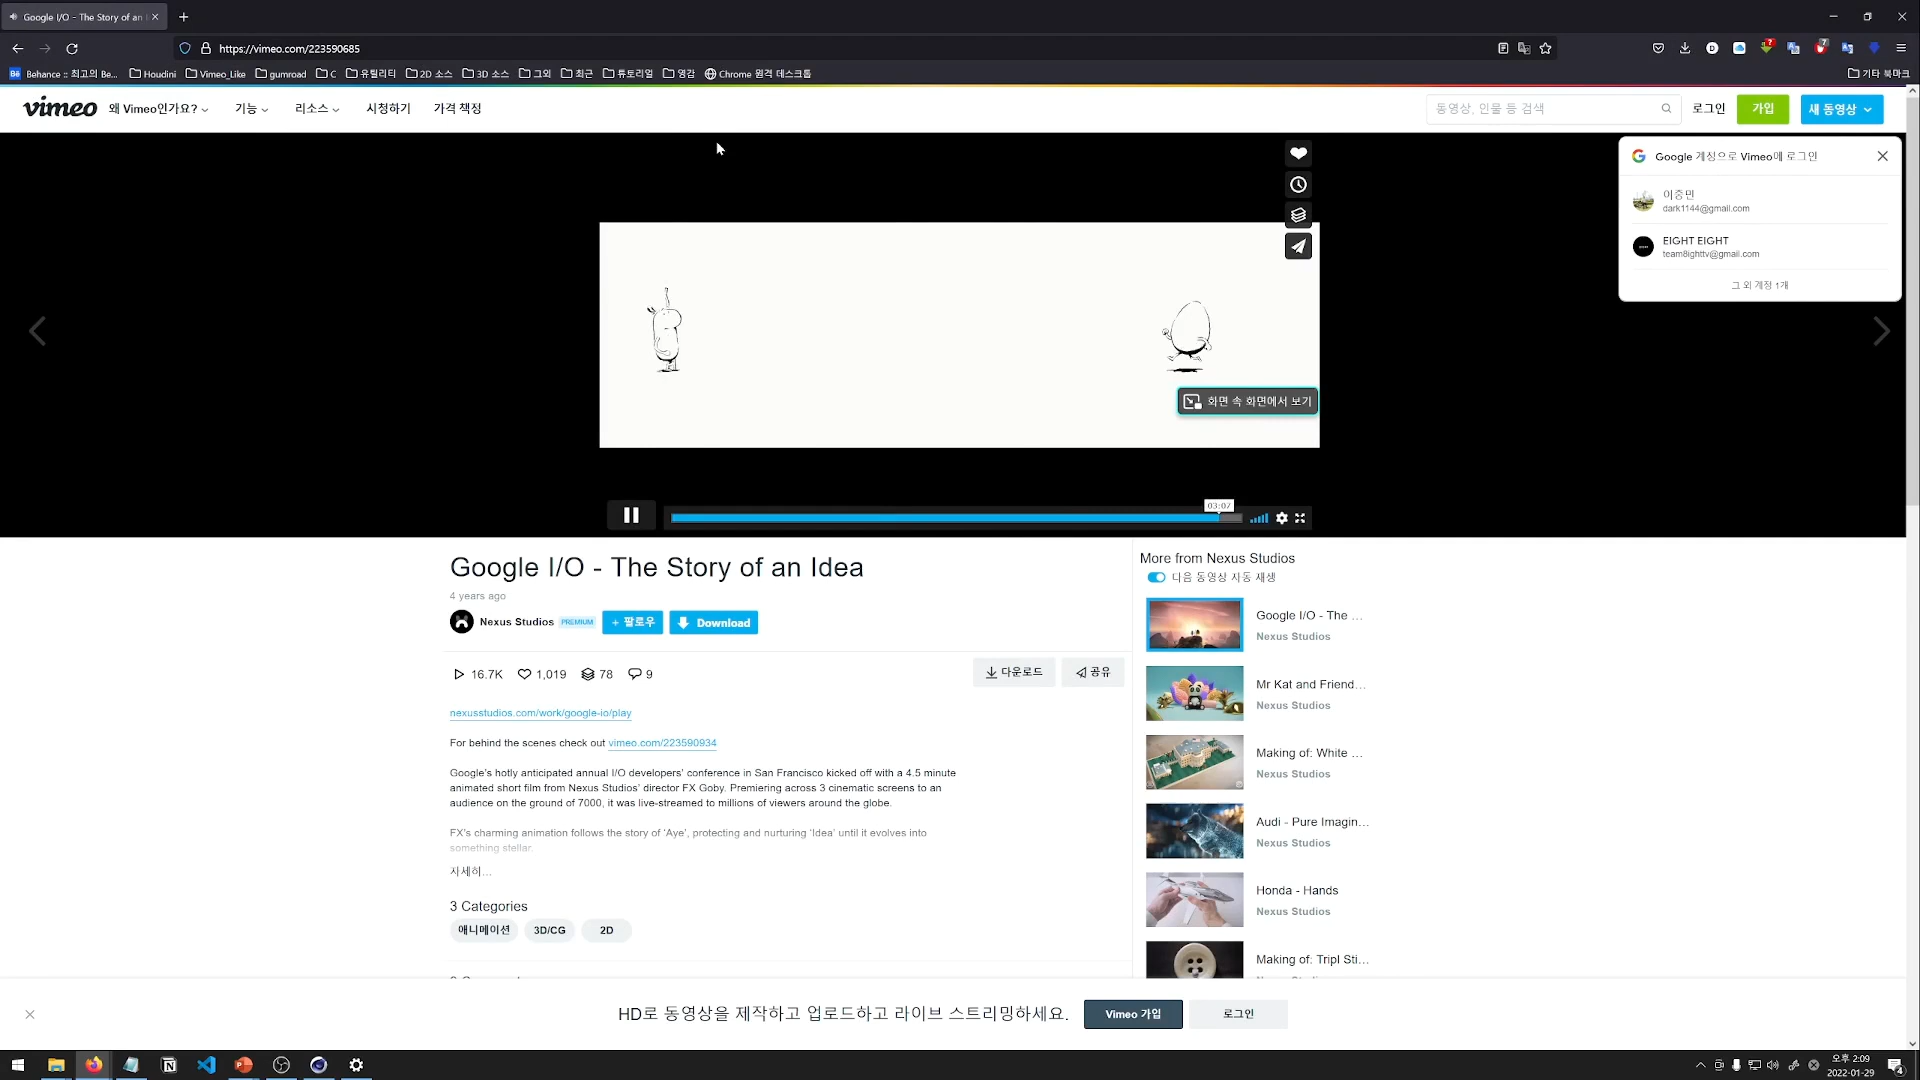 Google I/O - The Story of an I
https://vimeo.com/223590685
Behance :: 최고의 Be...
Houdini
Vimeo_Like
gumroad
C
유틸리티
2D 소스
3D 소스
그외
최근
튜토리얼
영감
Chrome 원격 데스크톱
기타 북마크
vimeo
왜 Vimeo인가요?
기능
리소스
시청하기
가격 책정
동영상, 인물 등 검색
로그인
가입
새 동영상
Google 계정으로 Vimeo에 로그인
이중민
dark1144@gmail.com
EIGHT EIGHT
team8ighttv@gmail.com
그 외 계정 1개
화면 속 화면에서 보기
03:07
Google I/O - The Story of an Idea
4 years ago
Nexus Studios PREMIUM
+ 팔로우
Download
16.7K
1,019
78
9
다운로드
공유
nexusstudios.com/work/google-io/play
For behind the scenes check out vimeo.com/223590934
Google's hotly anticipated annual I/O developers' conference in San Francisco kicked off with a 4.5 minute
animated short film from Nexus Studios' director FX Goby. Premiering across 3 cinematic screens to an
audience on the ground of 7000, it was live-streamed to millions of viewers around the globe.
FX's charming animation follows the story of 'Aye', protecting and nurturing 'Idea' until it evolves into
something stellar.
자세히...
3 Categories
애니메이션
3D/CG
2D
More from Nexus Studios
다음 동영상 자동 재생
Google I/O - The ...
Nexus Studios
Mr Kat and Friend...
Nexus Studios
Making of: White ...
Nexus Studios
Audi - Pure Imagin...
Nexus Studios
Honda - Hands
Nexus Studios
Making of: Tripl Sti...
HD로 동영상을 제작하고 업로드하고 라이브 스트리밍하세요.
Vimeo 가입
로그인
오후 2:09
2022-01-29
4